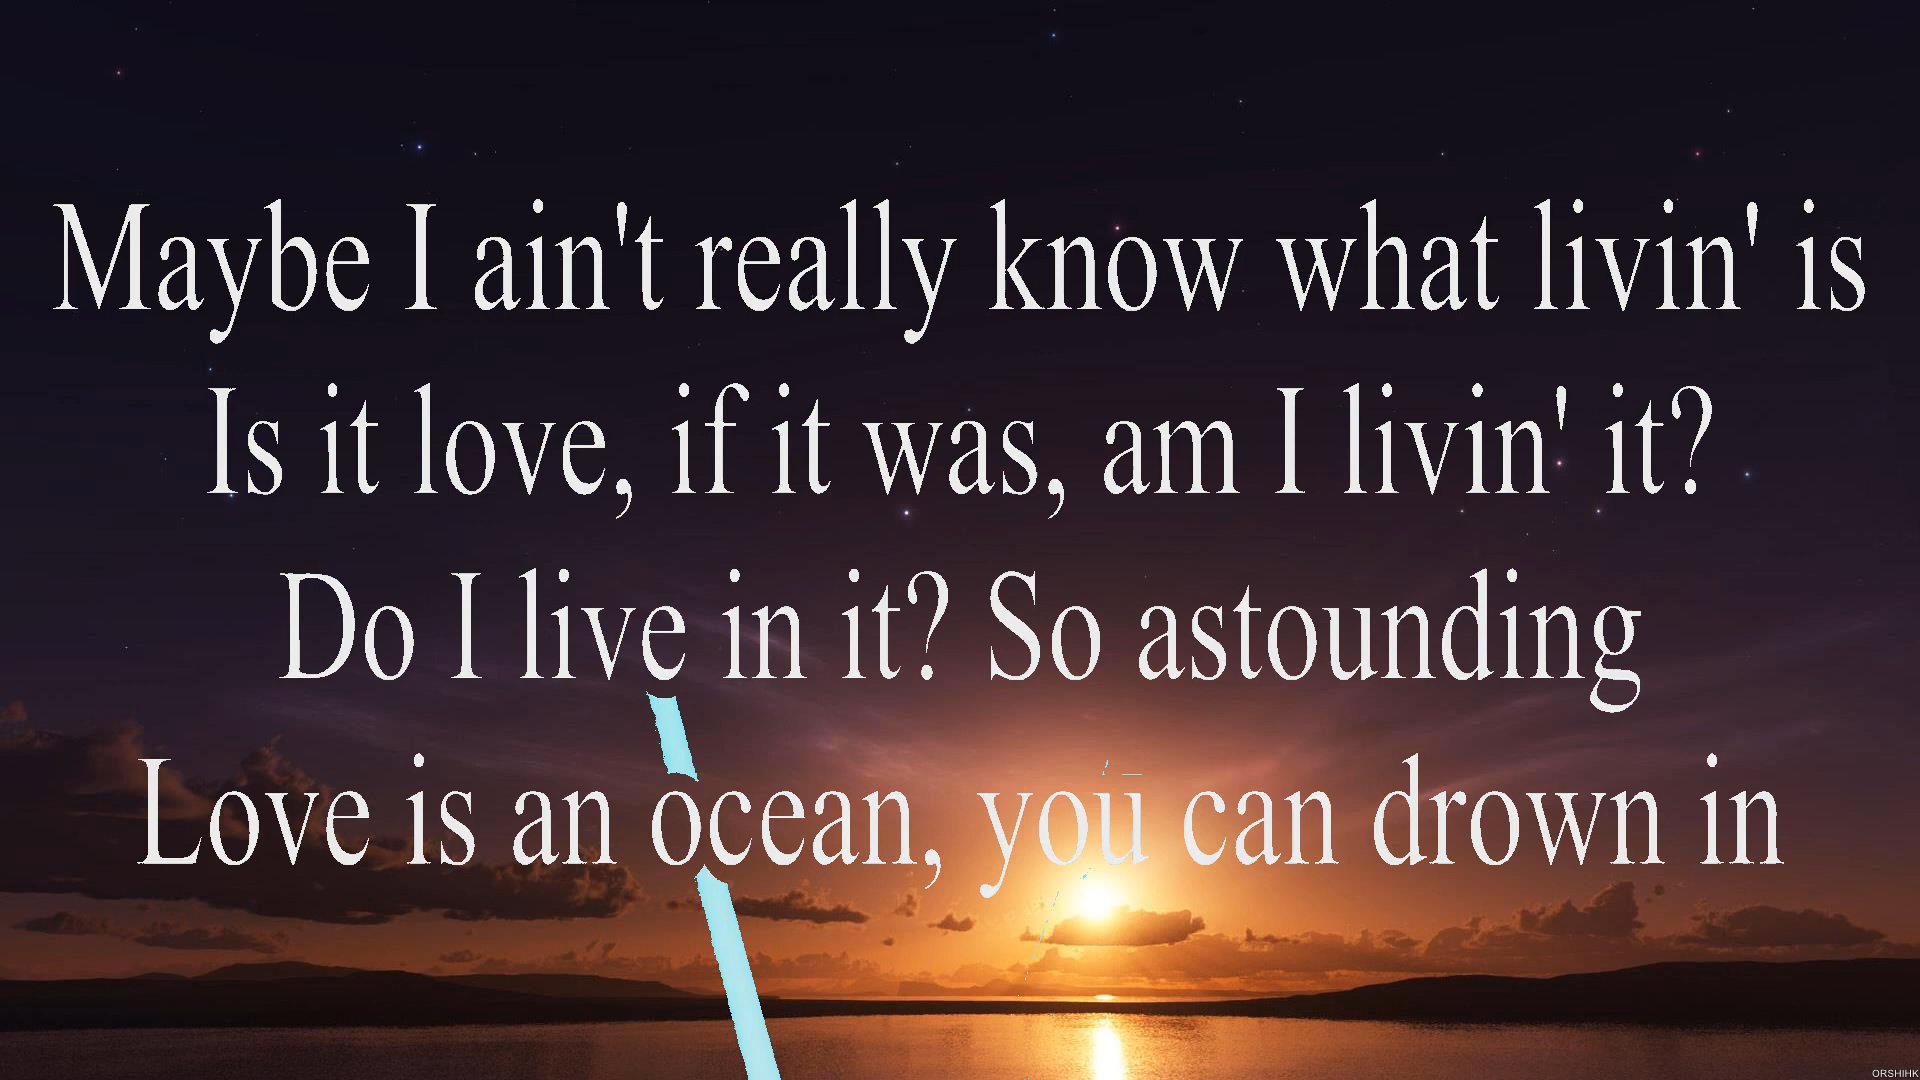 Maybe I ain't really know what livin' is
Is it love, if it was, am I livin' it?
Do I live in it? So astounding
Love is an ocean, you can drown in
ORSHIHK